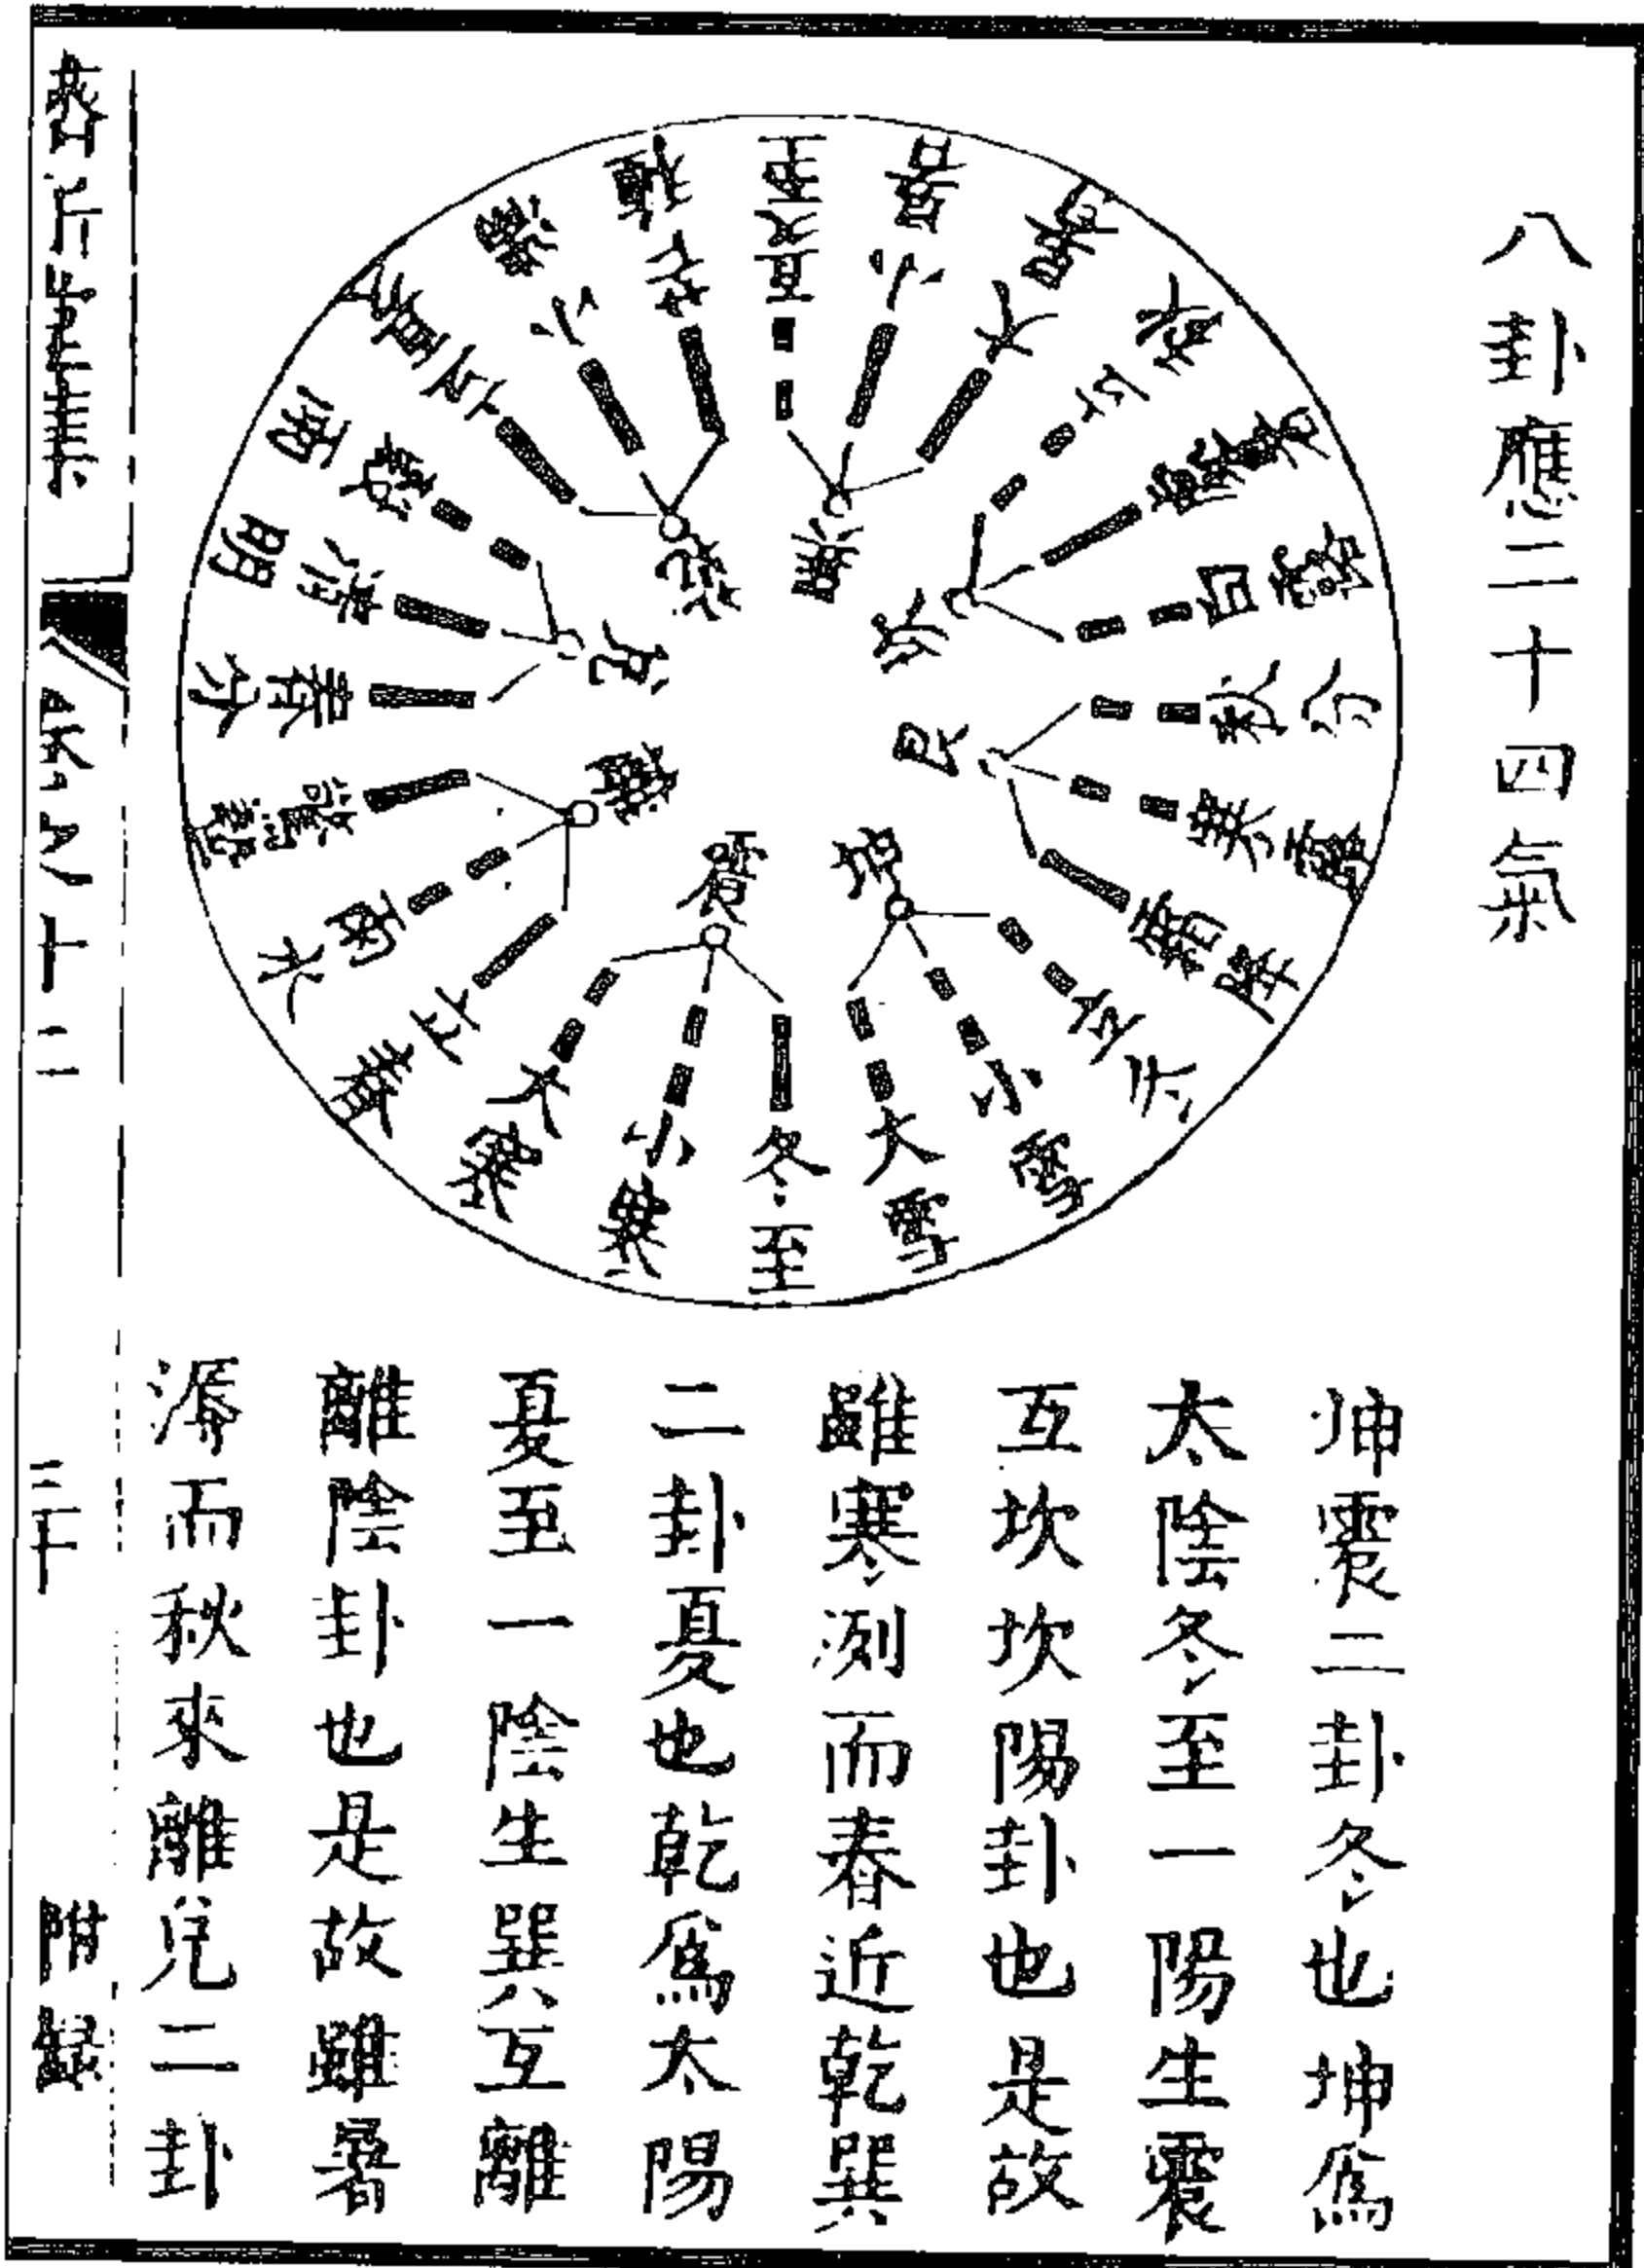 八卦應二十四氣
冬至
小寒
大寒
立春
雨水
驚蟄
春分
清明
穀雨
立夏
小滿
芒種
夏至
小暑
大暑
立秋
處暑
白露
秋分
寒露
霜降
立冬
小雪
大雪
震
離
兌
乾
巽
坎
艮
坤
坤震二卦冬也坤爲
太陰冬至一陽生震
互坎坎陽卦也是故
雖寒冽而春近乾巽
二卦夏也乾爲太陽
夏至一陰生巽互離
離陰卦也是故雖暑
溽而秋來離兌二卦
三十
附錄